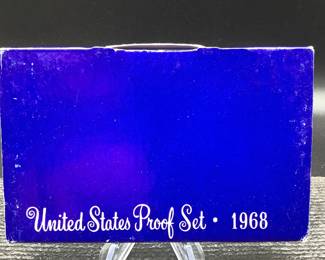 United States Proof Set • 1968